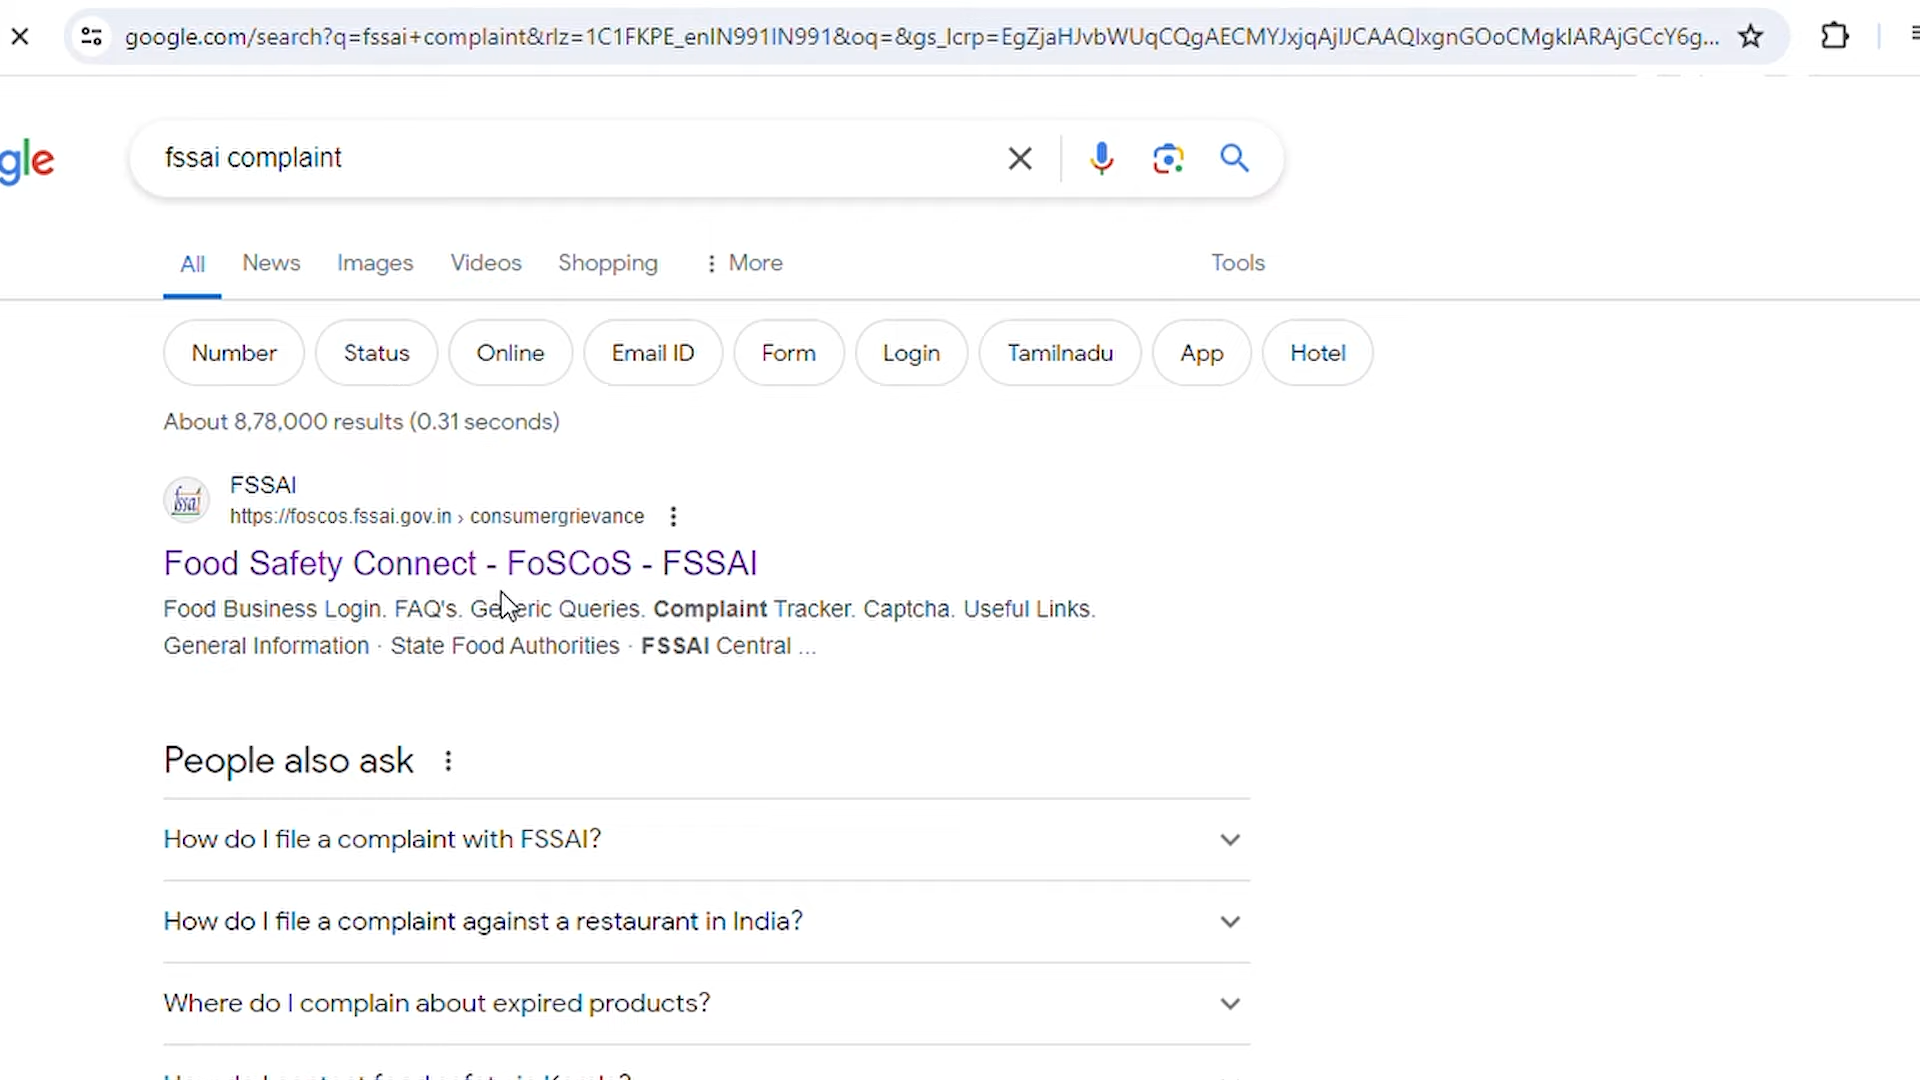 google.com/search?q=fssai+complaint&rlz=1C1FKPE_enIN991IN991&oq=&gs_lcrp=EgZjaHJvbWUqCQgAECMYJxjqAjIJCAAQIxgnGOoCMgkIARAjGCcY6g...
gle
fssai complaint
All News Images Videos Shopping More Tools
Number Status Online Email ID Form Login Tamilnadu App Hotel
About 8,78,000 results (0.31 seconds)
fssai
FSSAI
https://foscos.fssai.gov.in › consumergrievance
Food Safety Connect - FoSCoS - FSSAI
Food Business Login. FAQ's. Generic Queries. Complaint Tracker. Captcha. Useful Links.
General Information · State Food Authorities · FSSAI Central ...
People also ask
How do I file a complaint with FSSAI?
How do I file a complaint against a restaurant in India?
Where do I complain about expired products?